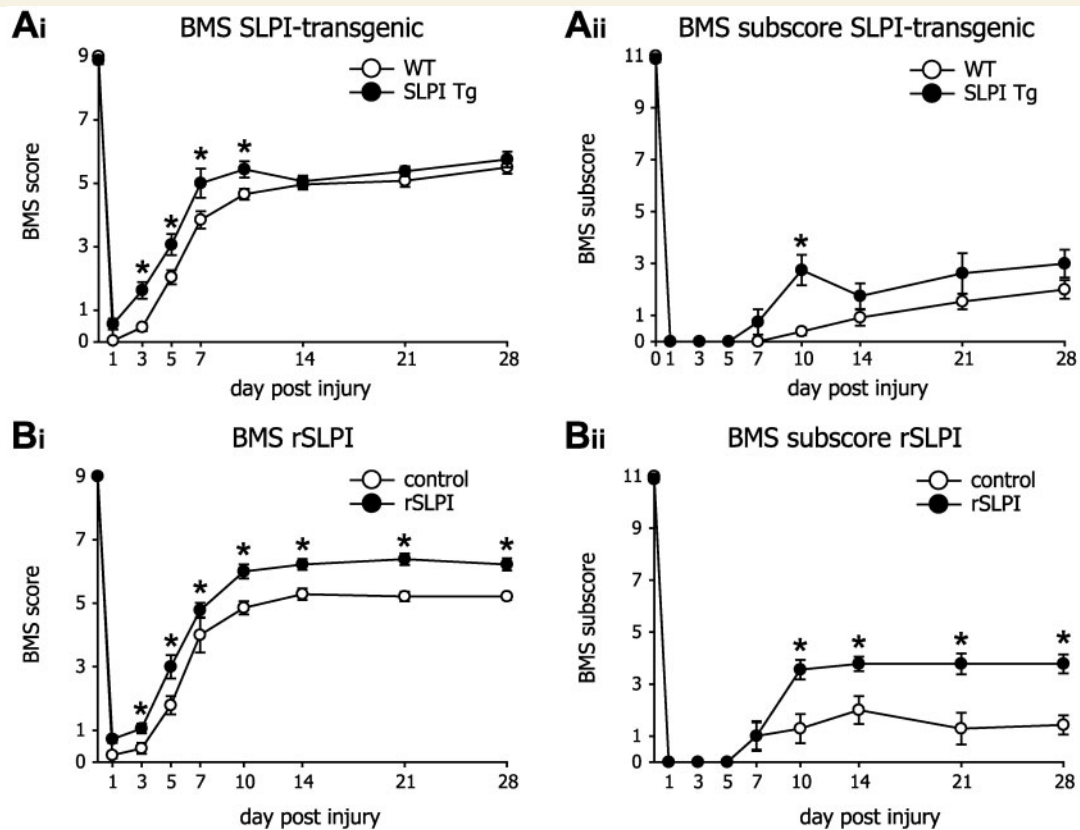 Ai
BMS SLPI-transgenic
WT
SLPI Tg
BMS score
9
7
5
3
1
0
* * * *
1 3 5 7 14 21 28
day post injury
Aii
BMS subscore SLPI-transgenic
WT
SLPI Tg
BMS subscore
11
9
7
5
3
1
0
*
0 1 3 5 7 10 14 21 28
day post injury
Bi
BMS rSLPI
control
rSLPI
BMS score
9
7
5
3
1
0
* * * * * * *
1 3 5 7 10 14 21 28
day post injury
Bii
BMS subscore rSLPI
control
rSLPI
BMS subscore
11
9
7
5
3
1
0
* * * *
1 3 5 7 10 14 21 28
day post injury